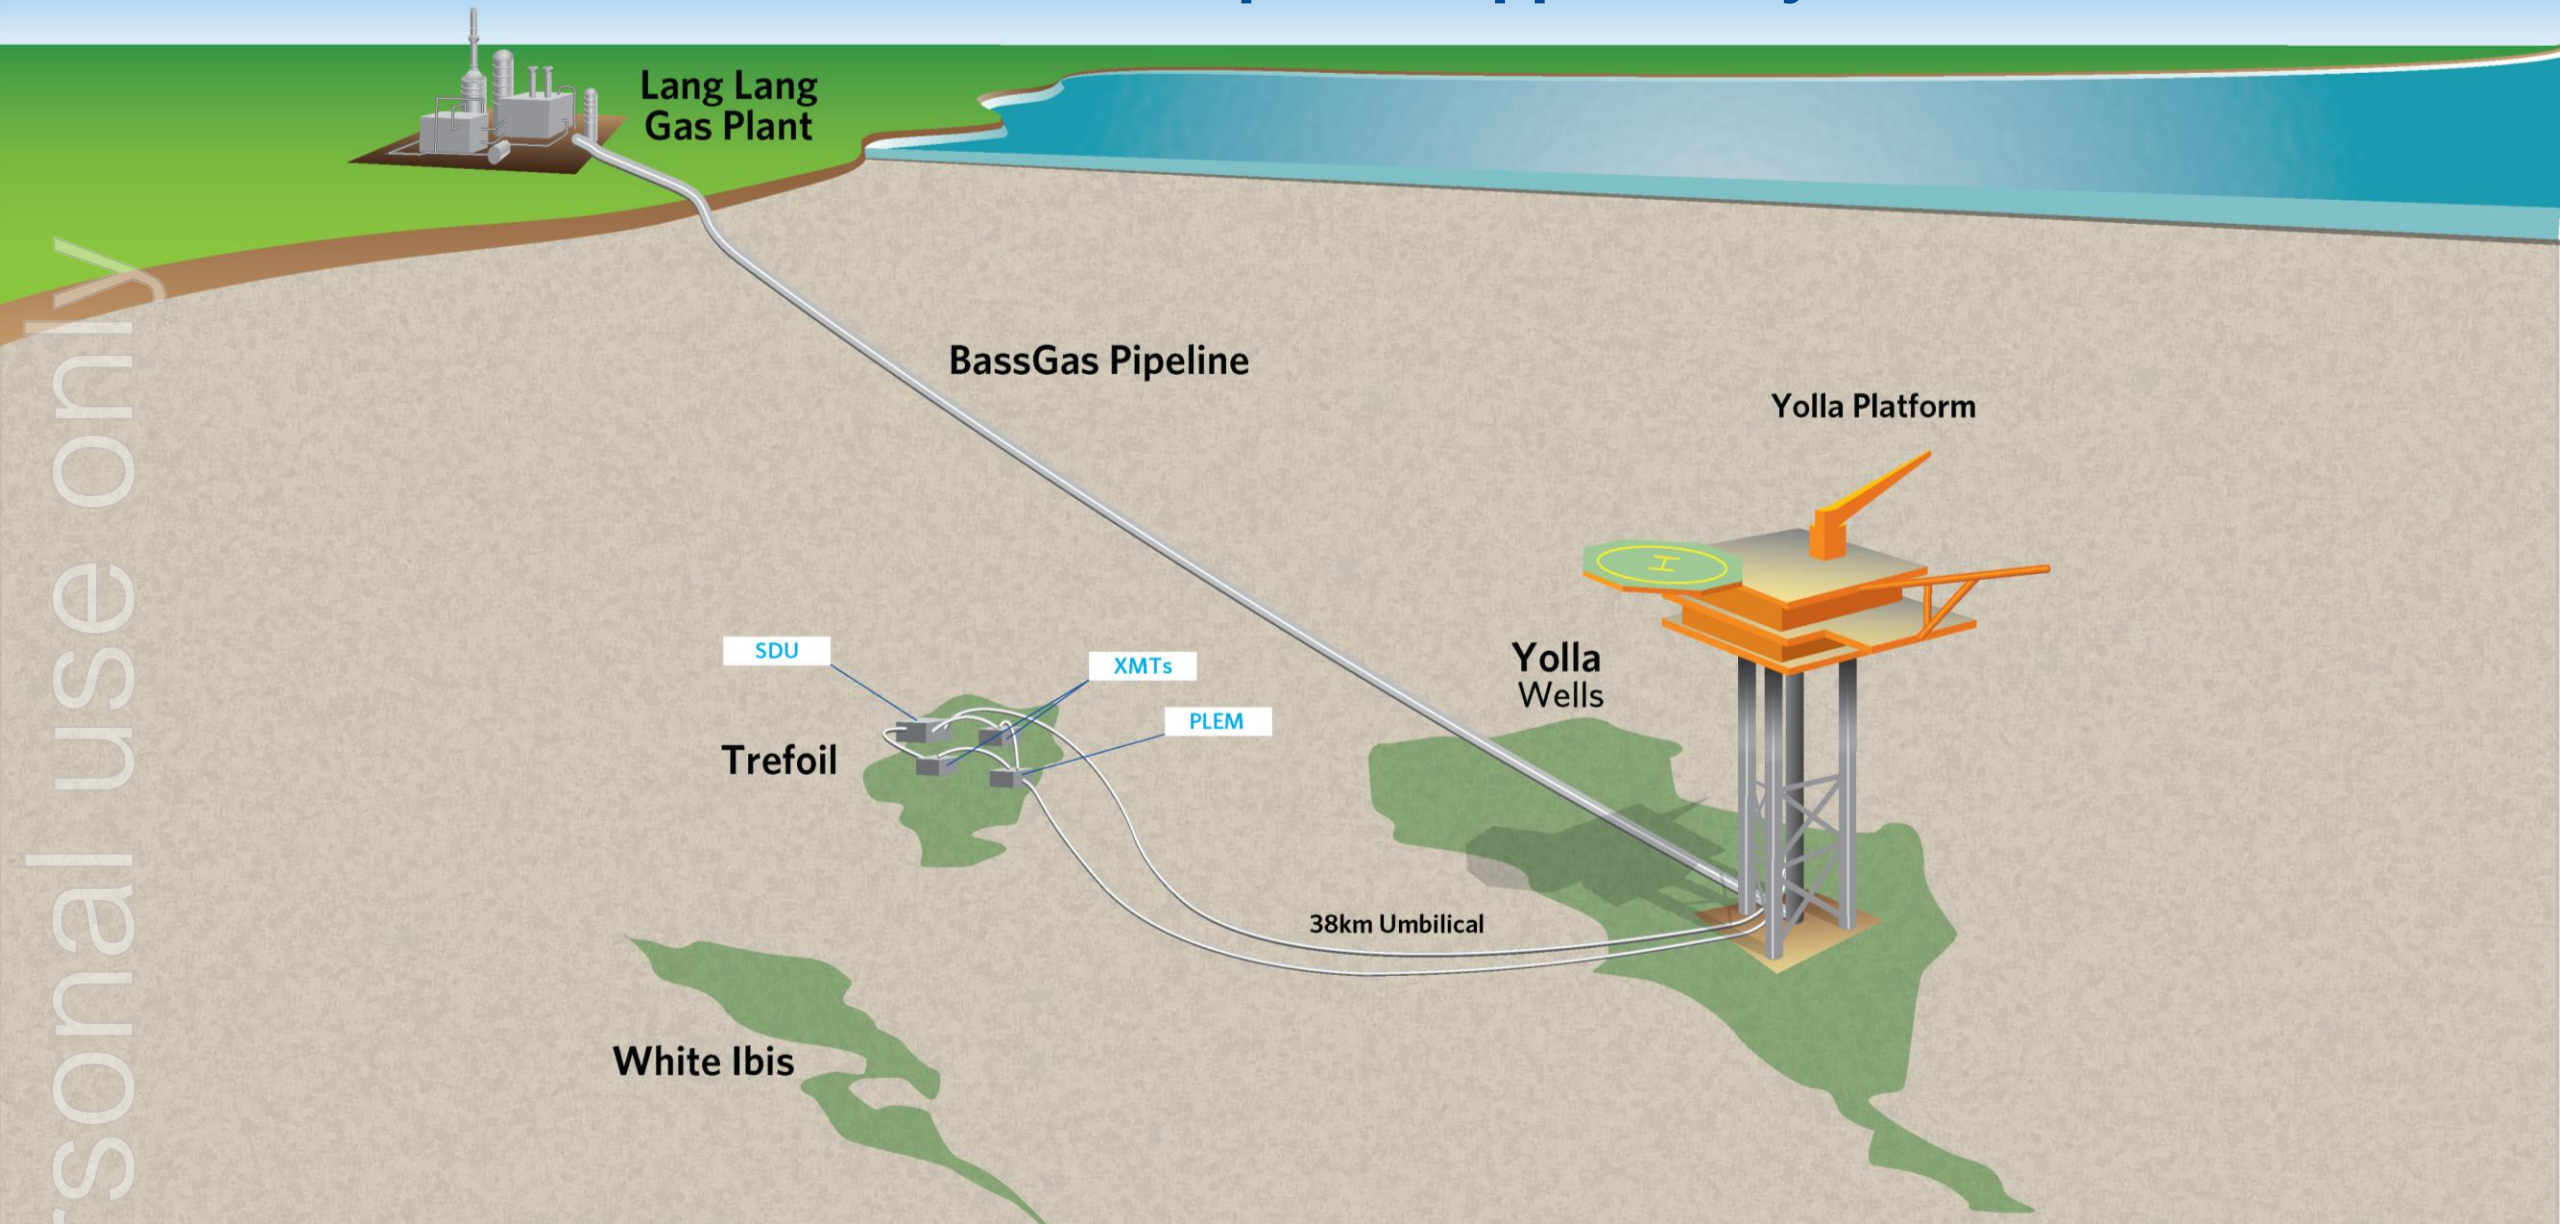 Lang Lang
Gas Plant
BassGas Pipeline
Yolla Platform
H
SDU
XMTs
PLEM
Yolla
Wells
Trefoil
38km Umbilical
White Ibis
sonal use only